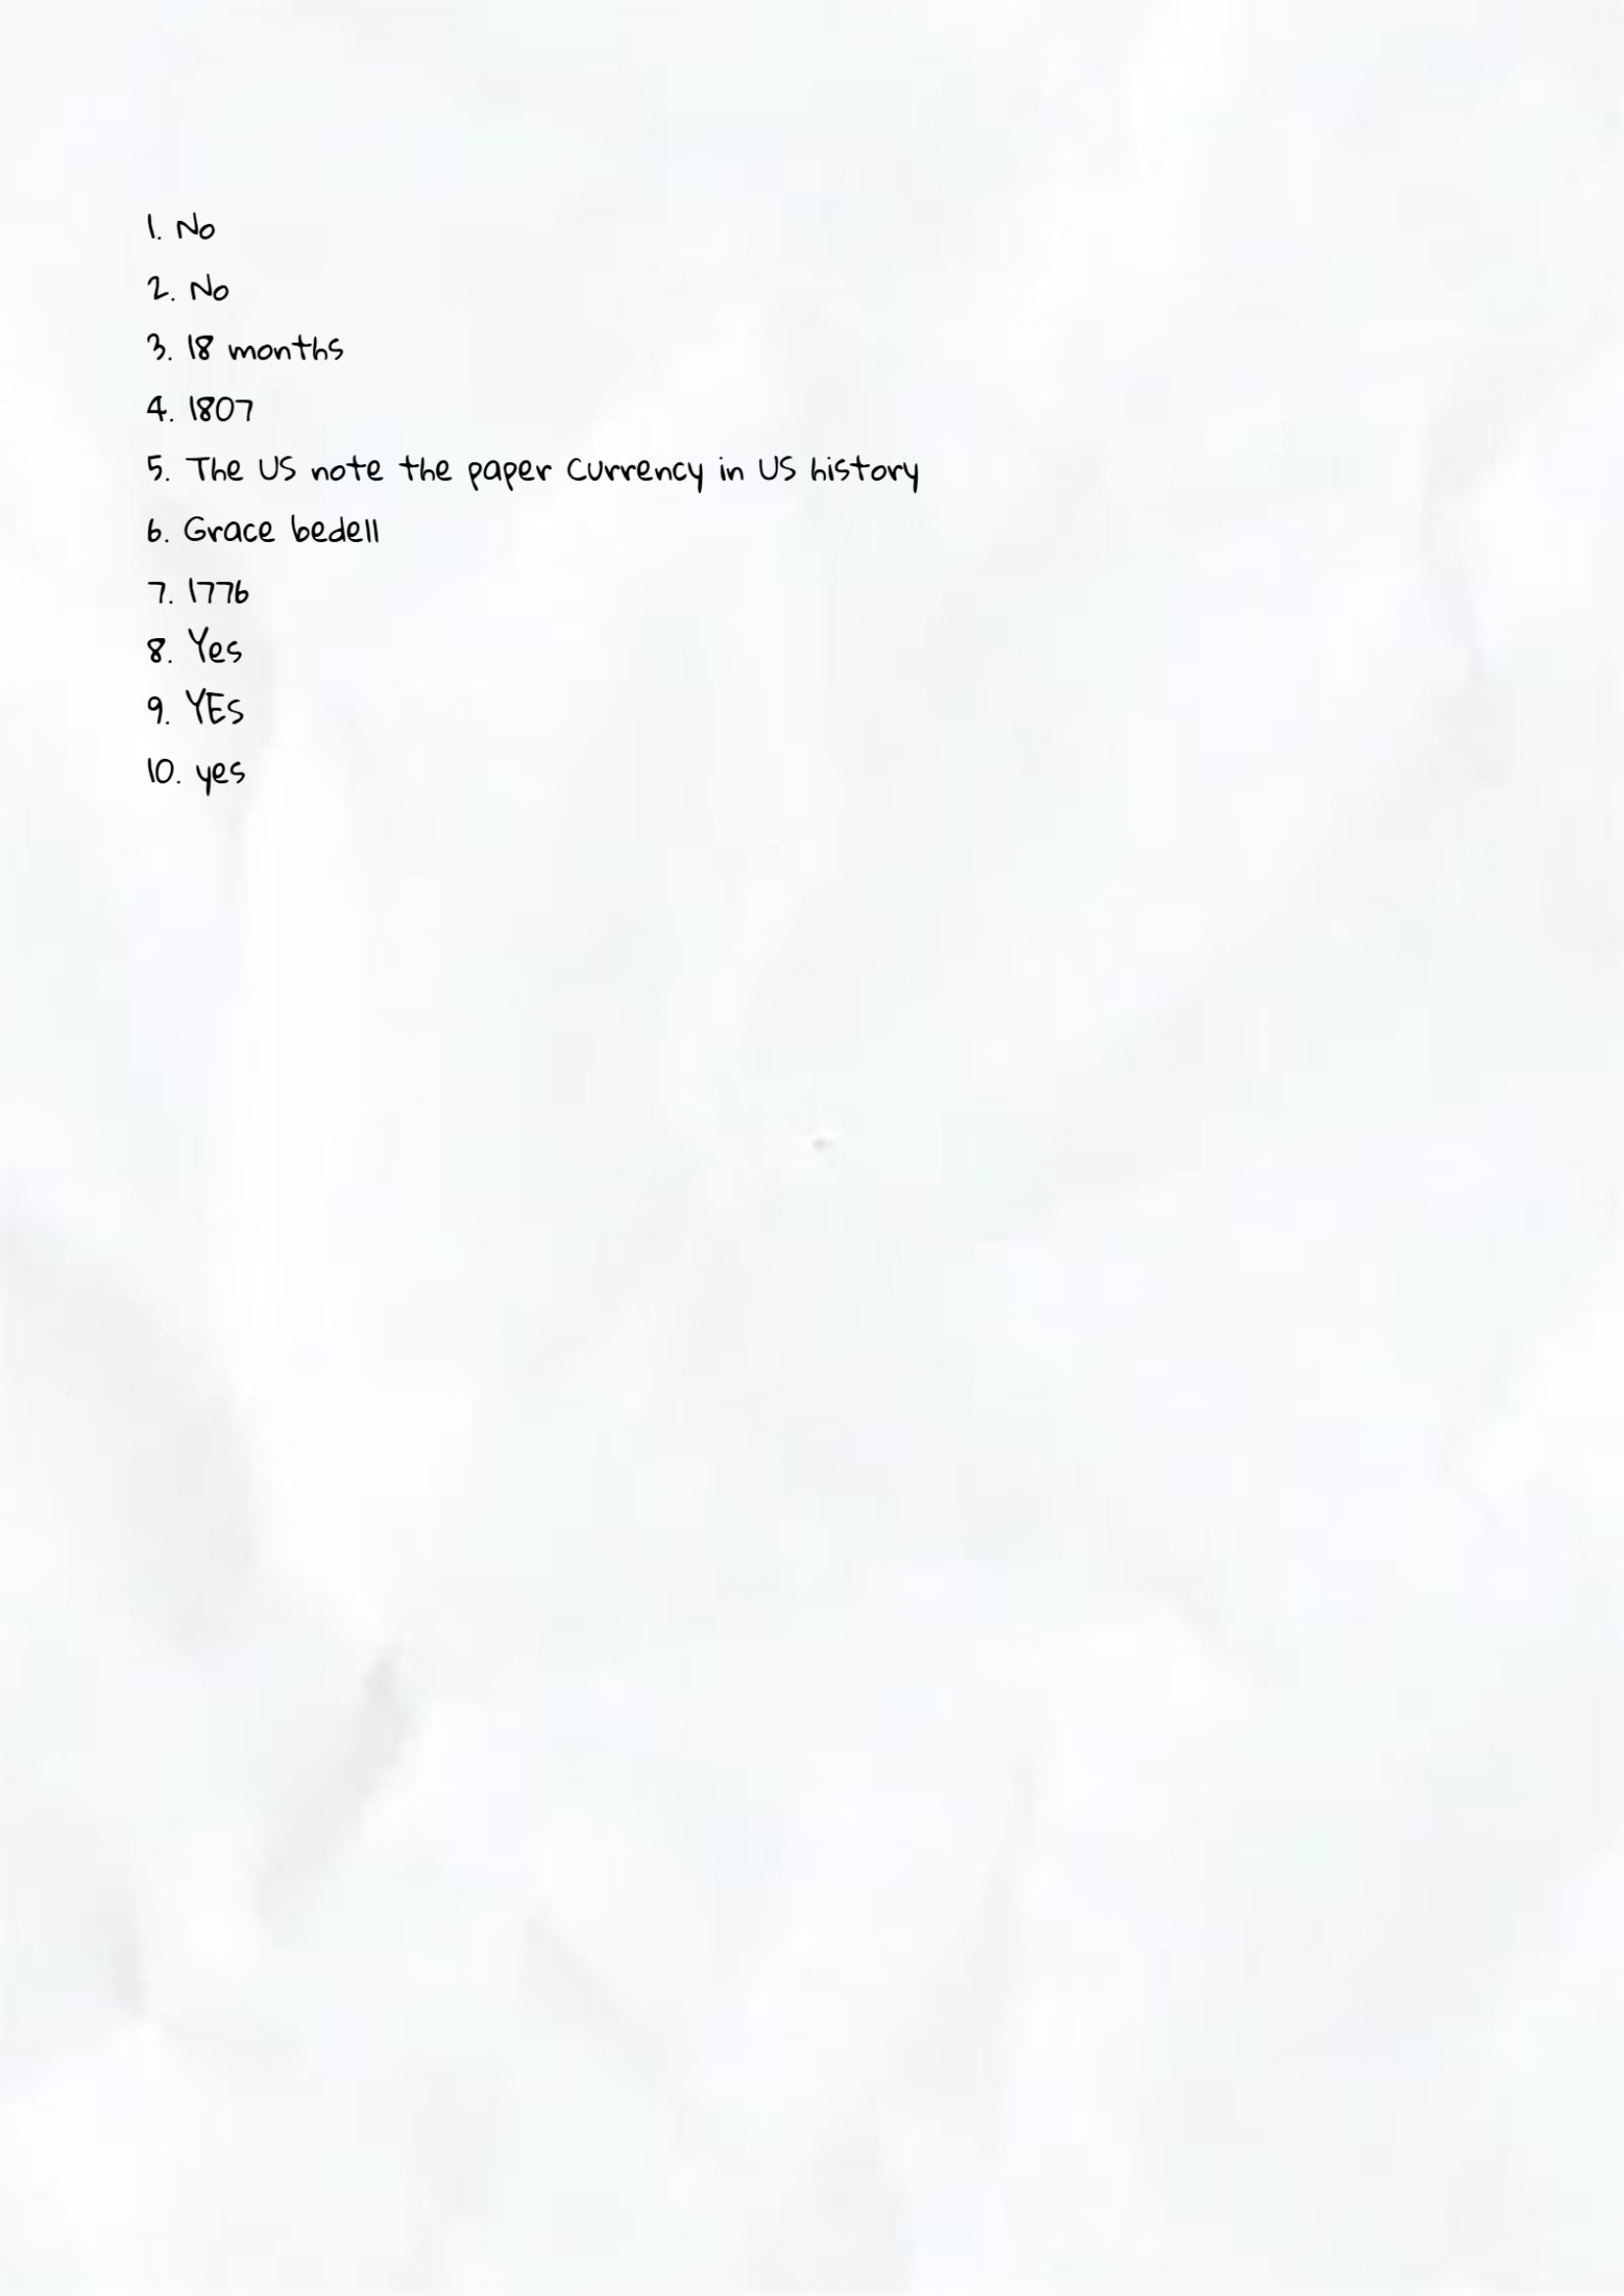 1. No
2. No
3. 18 months
4. 1807
5. The US note the paper Currency in US history
6. Grace bedell
7. 1776
8. Yes
9. YES
10. yes